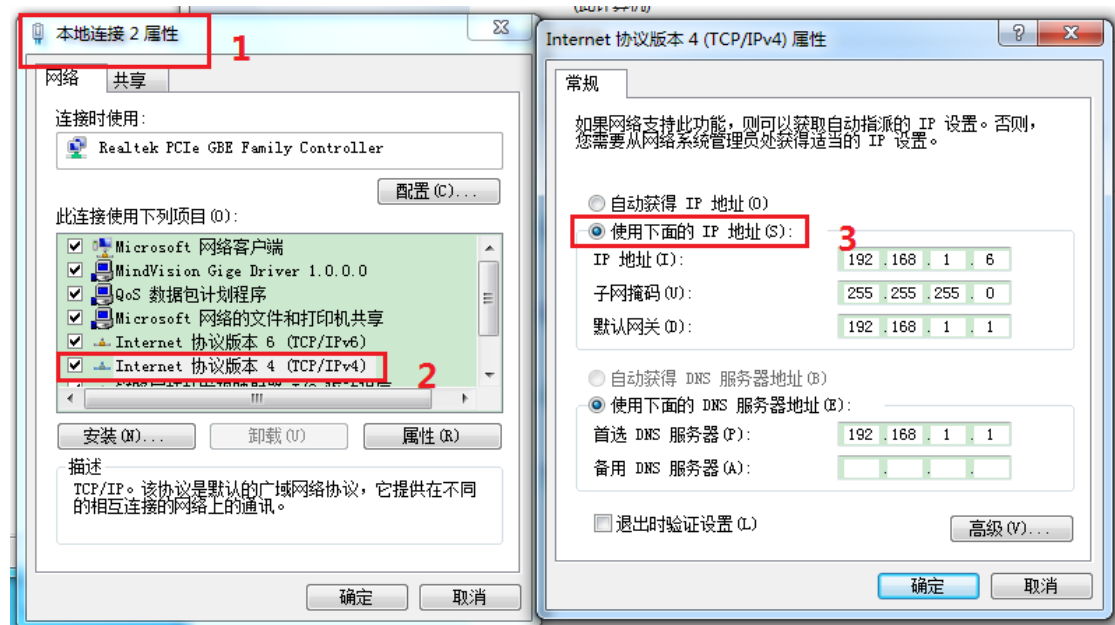 (此计算机)
本地连接 2 属性
1
网络
共享
连接时使用:
Realtek PCIe GBE Family Controller
配置(C)...
此连接使用下列项目(O):
Microsoft 网络客户端
MindVision Gige Driver 1.0.0.0
QoS 数据包计划程序
Microsoft 网络的文件和打印机共享
Internet 协议版本 6 (TCP/IPv6)
Internet 协议版本 4 (TCP/IPv4)
2
安装(N)...
卸载(U)
属性(R)
描述
TCP/IP。该协议是默认的广域网络协议，它提供在不同
的相互连接的网络上的通讯。
确定
取消
Internet 协议版本 4 (TCP/IPv4) 属性
常规
如果网络支持此功能，则可以获取自动指派的 IP 设置。否则，
您需要从网络系统管理员处获得适当的 IP 设置。
自动获得 IP 地址(O)
使用下面的 IP 地址(S):
3
IP 地址(I): 192 . 168 . 1 . 6
子网掩码(U): 255 . 255 . 255 . 0
默认网关(D): 192 . 168 . 1 . 1
自动获得 DNS 服务器地址(B)
使用下面的 DNS 服务器地址(E):
首选 DNS 服务器(P): 192 . 168 . 1 . 1
备用 DNS 服务器(A): . . .
退出时验证设置(L)
高级(V)...
确定
取消